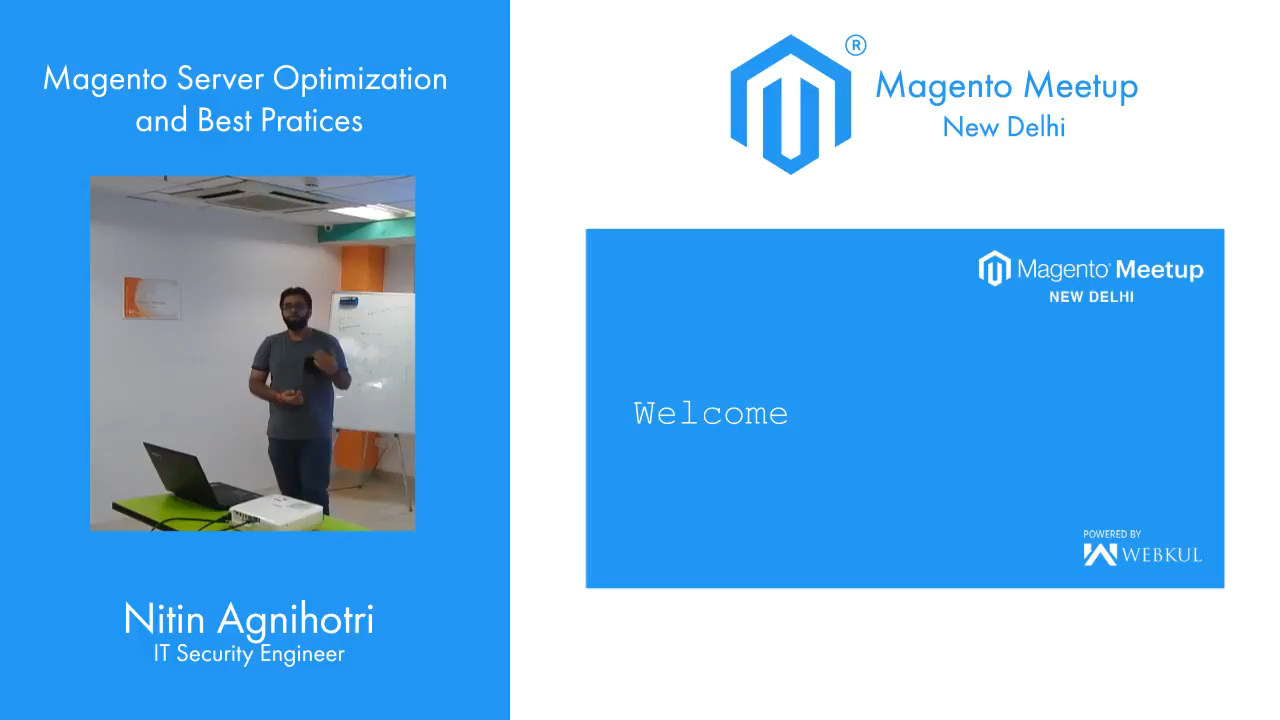 Magento Server Optimization
and Best Pratices
Nitin Agnihotri
IT Security Engineer
®
Magento Meetup
New Delhi
Magento® Meetup
NEW DELHI
Welcome
POWERED BY
WEBKUL